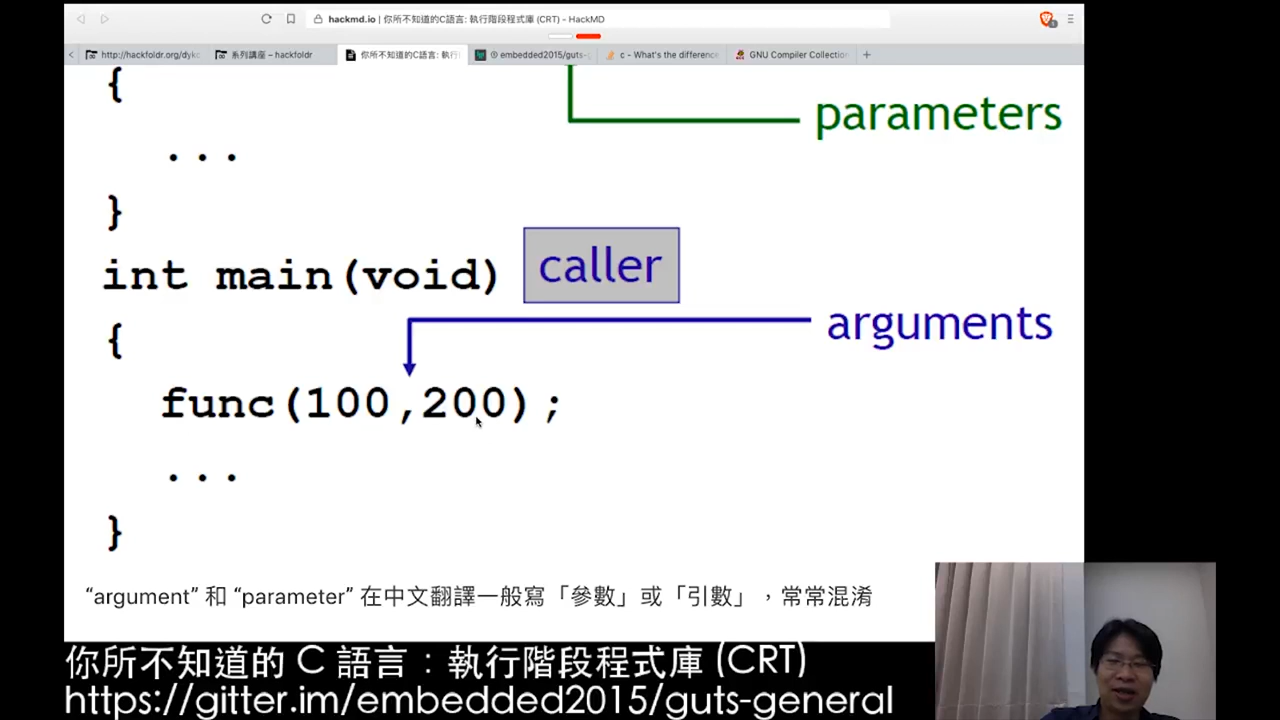 hackmd.io | 你所不知道的C語言: 執行階段程式庫 (CRT) - HackMD
http://hackfoldr.org/dykc
系列講座 – hackfoldr
你所不知道的C語言: 執行
embedded2015/guts-g
c - What's the difference
GNU Compiler Collection
{
parameters
...
}
int main(void)
caller
{
arguments
func(100,200);
...
}
“argument” 和 “parameter” 在中文翻譯一般寫「參數」或「引數」，常常混淆
你所不知道的 C 語言：執行階段程式庫 (CRT)
https://gitter.im/embedded2015/guts-general